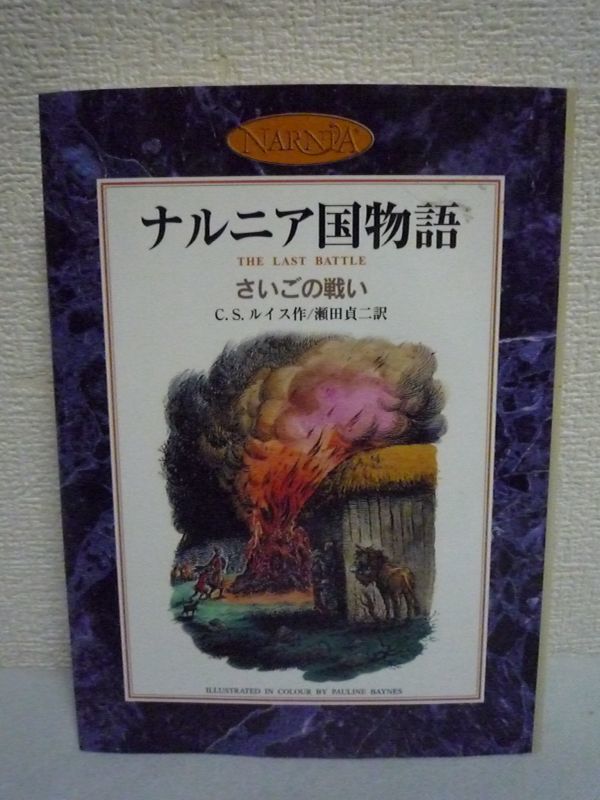 NARNIA
ナルニア国物語
THE LAST BATTLE
さいごの戦い
C.S.ルイス作/瀬田貞二訳
ILLUSTRATED IN COLOUR BY PAULINE BAYNES